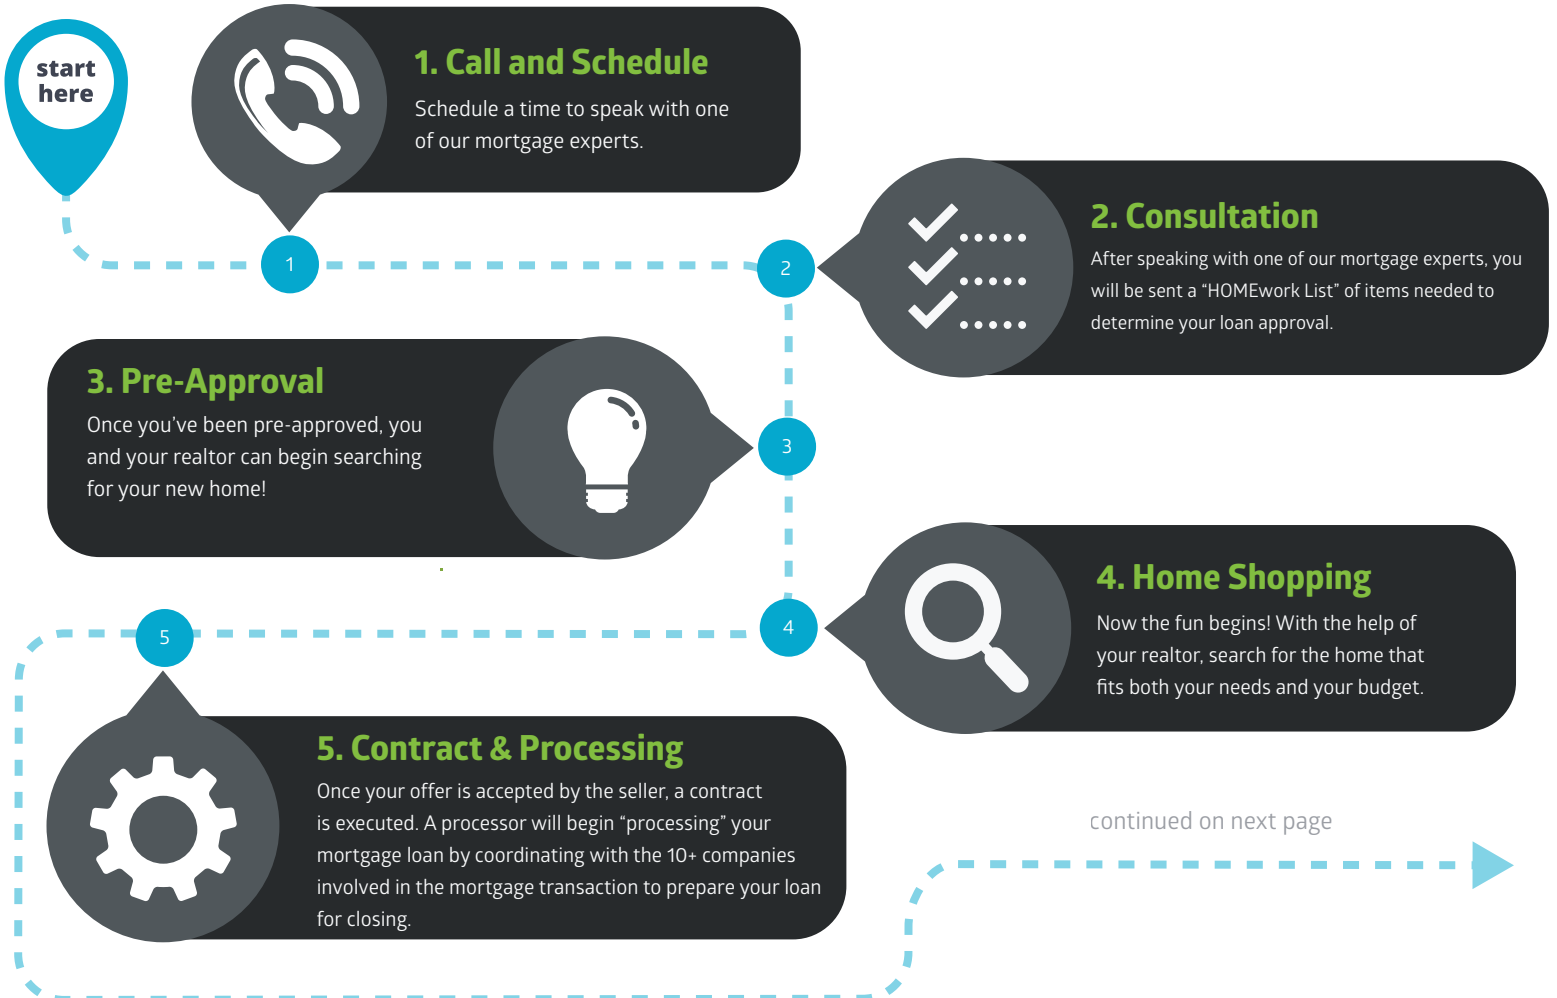 start
here
1. Call and Schedule
Schedule a time to speak with one
of our mortgage experts.
1
2
2. Consultation
After speaking with one of our mortgage experts, you
will be sent a “HOMEwork List” of items needed to
determine your loan approval.
3. Pre-Approval
Once you’ve been pre-approved, you
and your realtor can begin searching
for your new home!
3
4
4. Home Shopping
Now the fun begins! With the help of
your realtor, search for the home that
fits both your needs and your budget.
5
5. Contract & Processing
Once your offer is accepted by the seller, a contract
is executed. A processor will begin “processing” your
mortgage loan by coordinating with the 10+ companies
involved in the mortgage transaction to prepare your loan
for closing.
continued on next page